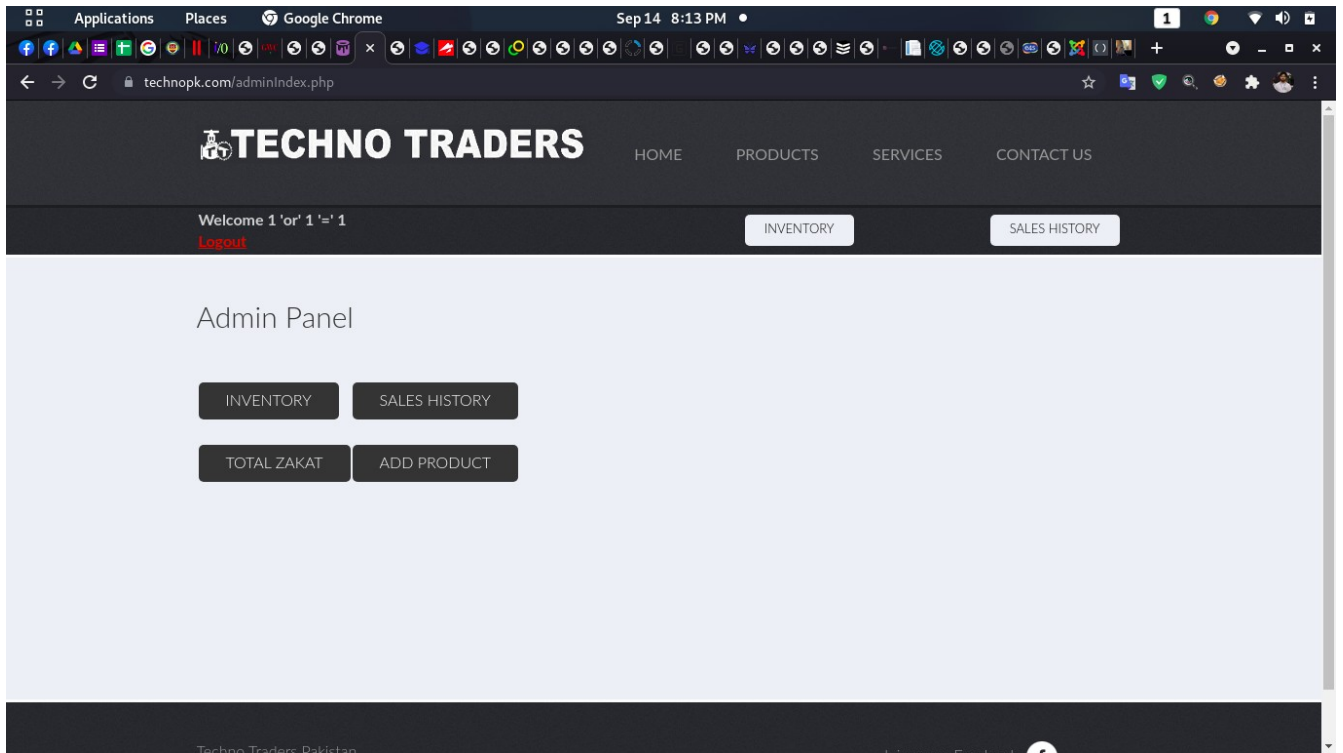 Applications Places Google Chrome Sep 14 8:13 PM 1
technopk.com/adminIndex.php
TECHNO TRADERS HOME PRODUCTS SERVICES CONTACT US
Welcome 1 'or' 1 '=' 1
INVENTORY SALES HISTORY
Logout
Admin Panel
INVENTORY SALES HISTORY
TOTAL ZAKAT ADD PRODUCT
Techno Traders Pakistan